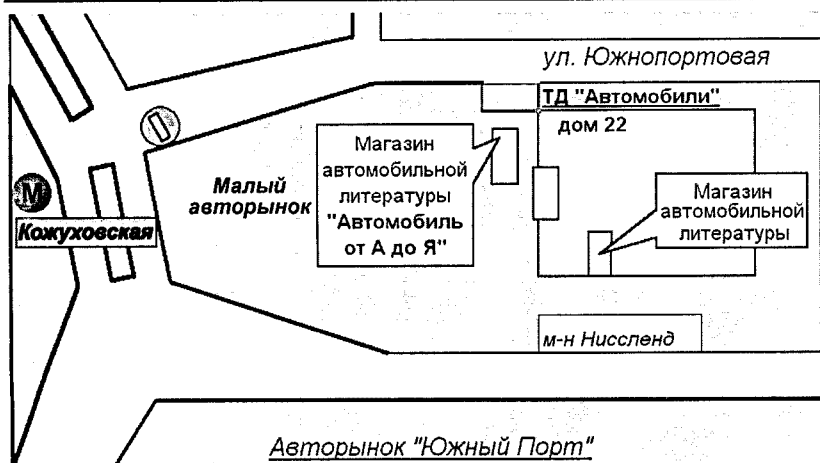 ул. Южнопортовая
ТД "Автомобили"
дом 22
Магазин
автомобильной
литературы
"Автомобиль
от А до Я"
Малый
авторынок
М
Кожуховская
Магазин
автомобильной
литературы
м-н Ниссленд
Авторынок "Южный Порт"